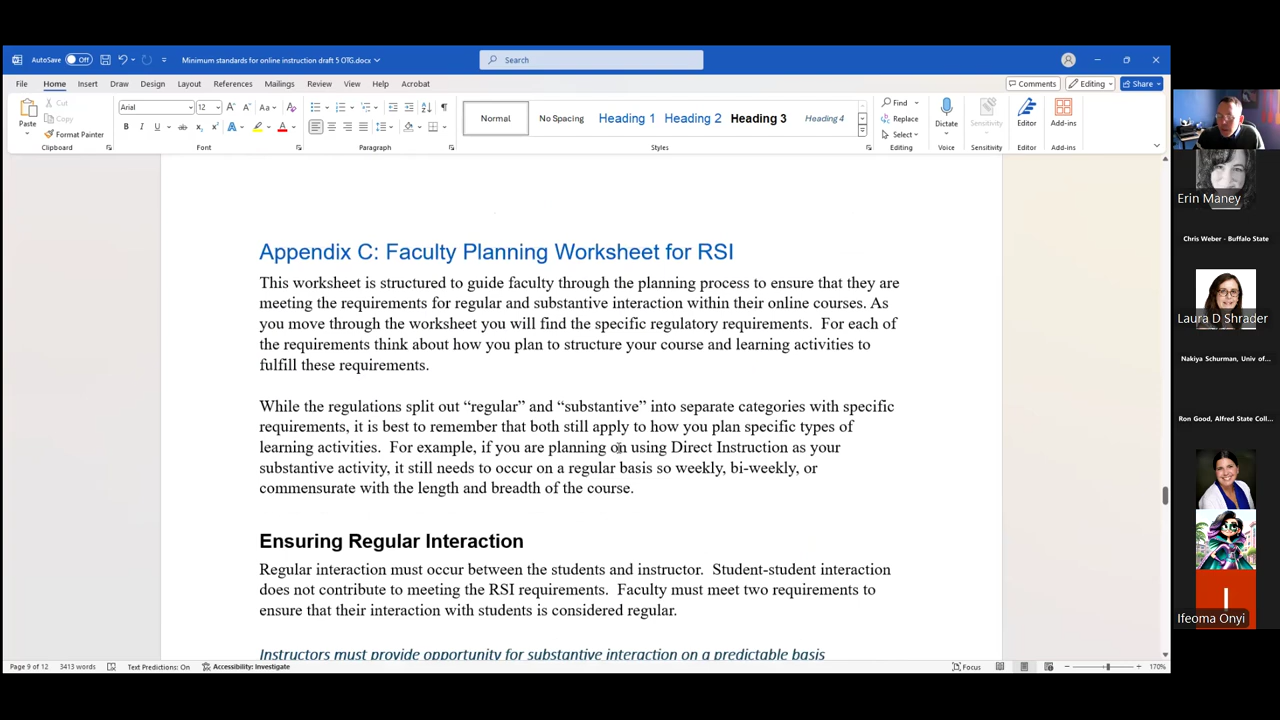 AutoSave Off Minimum standards for online instruction draft 5 OTG.docx Search
File Home Insert Draw Design Layout References Mailings Review View Help Acrobat Comments Editing Share
Paste Cut Copy Format Painter Clipboard
Arial 12 Font
Paragraph
Normal No Spacing Heading 1 Heading 2 Heading 3 Heading 4 Styles
Find Replace Select Editing
Dictate Voice
Sensitivity Sensitivity
Editor Editor
Add-ins Add-ins
Appendix C: Faculty Planning Worksheet for RSI
This worksheet is structured to guide faculty through the planning process to ensure that they are
meeting the requirements for regular and substantive interaction within their online courses. As
you move through the worksheet you will find the specific regulatory requirements. For each of
the requirements think about how you plan to structure your course and learning activities to
fulfill these requirements.
While the regulations split out “regular” and “substantive” into separate categories with specific
requirements, it is best to remember that both still apply to how you plan specific types of
learning activities. For example, if you are planning on using Direct Instruction as your
substantive activity, it still needs to occur on a regular basis so weekly, bi-weekly, or
commensurate with the length and breadth of the course.
Ensuring Regular Interaction
Regular interaction must occur between the students and instructor. Student-student interaction
does not contribute to meeting the RSI requirements. Faculty must meet two requirements to
ensure that their interaction with students is considered regular.
Instructors must provide opportunity for substantive interaction on a predictable basis
Page 9 of 12 3413 words Text Predictions: On Accessibility: Investigate Focus 170%
Erin Maney
Chris Weber - Buffalo State
Laura D Shrader
Nakiya Schurman, Univ of...
Ron Good, Alfred State Coll...
I
Ifeoma Onyi